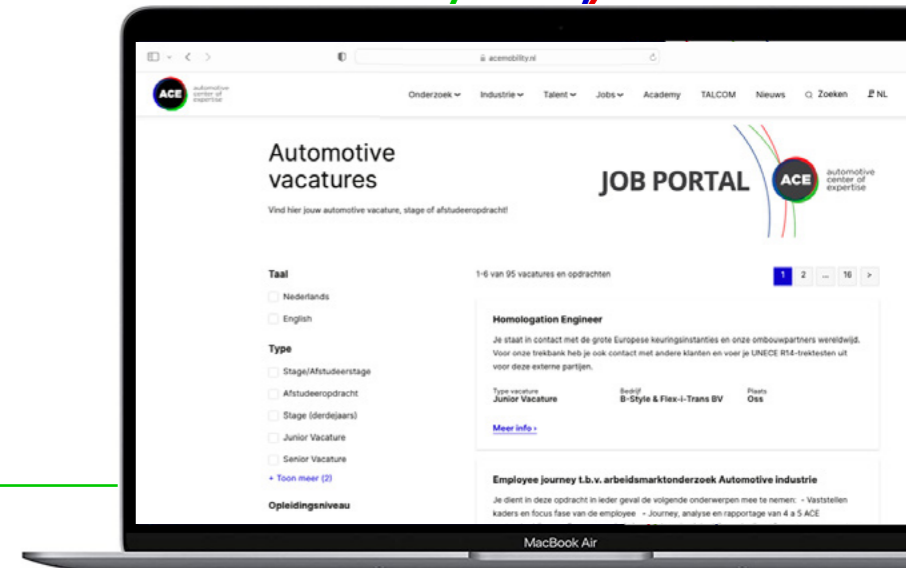 acemobility.nl
ACE automotive center of expertise
Onderzoek Industrie Talent Jobs Academy TALCOM Nieuws Zoeken NL
Automotive
vacatures
JOB PORTAL
ACE
automotive
center of
expertise
Vind hier jouw automotive vacature, stage of afstudeeropdracht!
Taal
1-6 van 95 vacatures en opdrachten
1 2 ... 16 >
Nederlands
English
Type
Stage/Afstudeerstage
Afstudeeropdracht
Stage (derdejaars)
Junior Vacature
Senior Vacature
+ Toon meer (2)
Opleidingsniveau
Homologation Engineer
Je staat in contact met de grote Europese keuringsinstanties en onze ombouwpartners wereldwijd.
Voor onze trekbank heb je ook contact met andere klanten en voer je UNECE R14-trektesten uit
voor deze externe partijen.
Type vacature Bedrijf Plaats
Junior Vacature B-Style & Flex-i-Trans BV Oss
Meer info ›
Employee journey t.b.v. arbeidsmarktonderzoek Automotive industrie
Je dient in deze opdracht in ieder geval de volgende onderwerpen mee te nemen: - Vaststellen
kaders en focus fase van de employee - Journey, analyse en rapportage van 4 a 5 ACE
MacBook Air